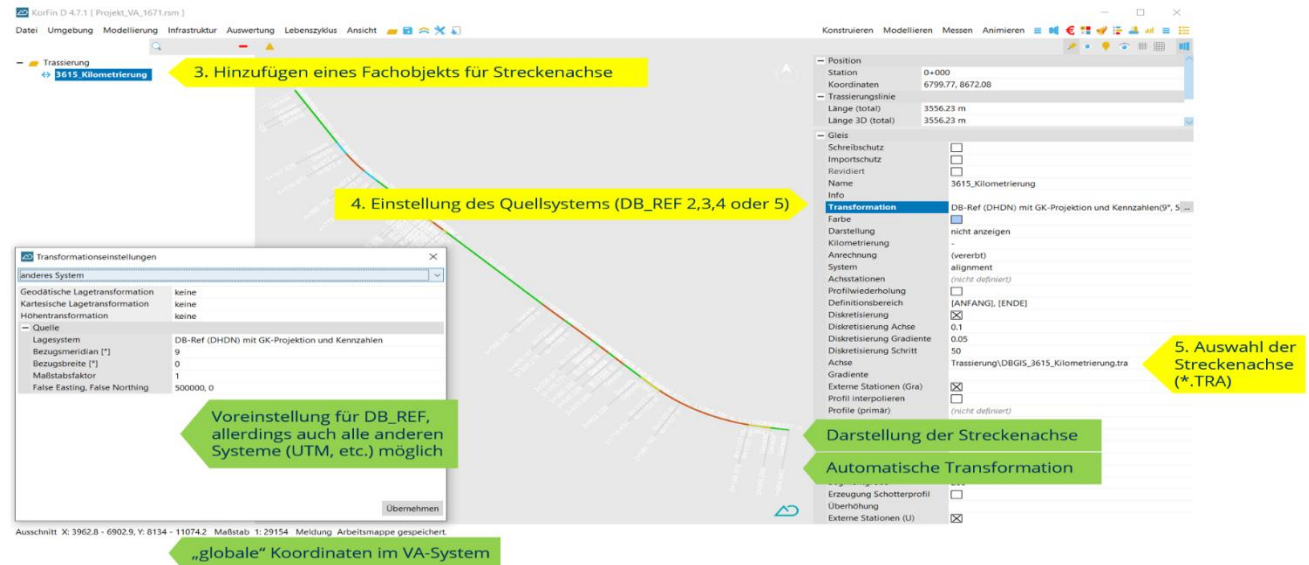 KorFin D 4.7.1 [ Projekt_VA_1671.rsm ]
Datei Umgebung Modellierung Infrastruktur Auswertung Lebenszyklus Ansicht
Konstruieren Modellieren Messen Animieren
Trassierung
3615_Kilometrierung
3. Hinzufügen eines Fachobjekts für Streckenachse
4. Einstellung des Quellsystems (DB_REF 2,3,4 oder 5)
Position
Station 0+000
Koordinaten 6799.77, 8672.08
Trassierungslinie
Länge (total) 3556.23 m
Länge 3D (total) 3556.23 m
Gleis
Schreibschutz
Importschutz
Revidiert
Name 3615_Kilometrierung
Info
Transformation DB-Ref (DHDN) mit GK-Projektion und Kennzahlen(9°, 5 ...
Farbe
Darstellung nicht anzeigen
Kilometrierung -
Anrechnung (vererbt)
System alignment
Achsstationen (nicht definiert)
Profilwiederholung
Definitionsbereich [ANFANG], [ENDE]
Diskretisierung
Diskretisierung Achse 0.1
Diskretisierung Gradiente 0.05
Diskretisierung Schritt 50
Achse Trassierung\DBGIS_3615_Kilometrierung.tra
Gradiente
Externe Stationen (Gra)
Profil interpolieren
Profile (primär) (nicht definiert)
Erzeugung Schotterprofil
Überhöhung
Externe Stationen (U)
5. Auswahl der
Streckenachse
(*.TRA)
Transformationseinstellungen
anderes System
Geodätische Lagetransformation keine
Kartesische Lagetransformation keine
Höhentransformation keine
Quelle
Lagesystem DB-Ref (DHDN) mit GK-Projektion und Kennzahlen
Bezugsmeridian [°] 9
Bezugsbreite [°] 0
Maßstabsfaktor 1
False Easting, False Northing 500000, 0
Voreinstellung für DB_REF,
allerdings auch alle anderen
Systeme (UTM, etc.) möglich
Übernehmen
Darstellung der Streckenachse
Automatische Transformation
Ausschnitt X: 3962.8 - 6902.9, Y: 8134 - 11074.2 Maßstab 1: 29154 Meldung Arbeitsmappe gespeichert.
„globale" Koordinaten im VA-System